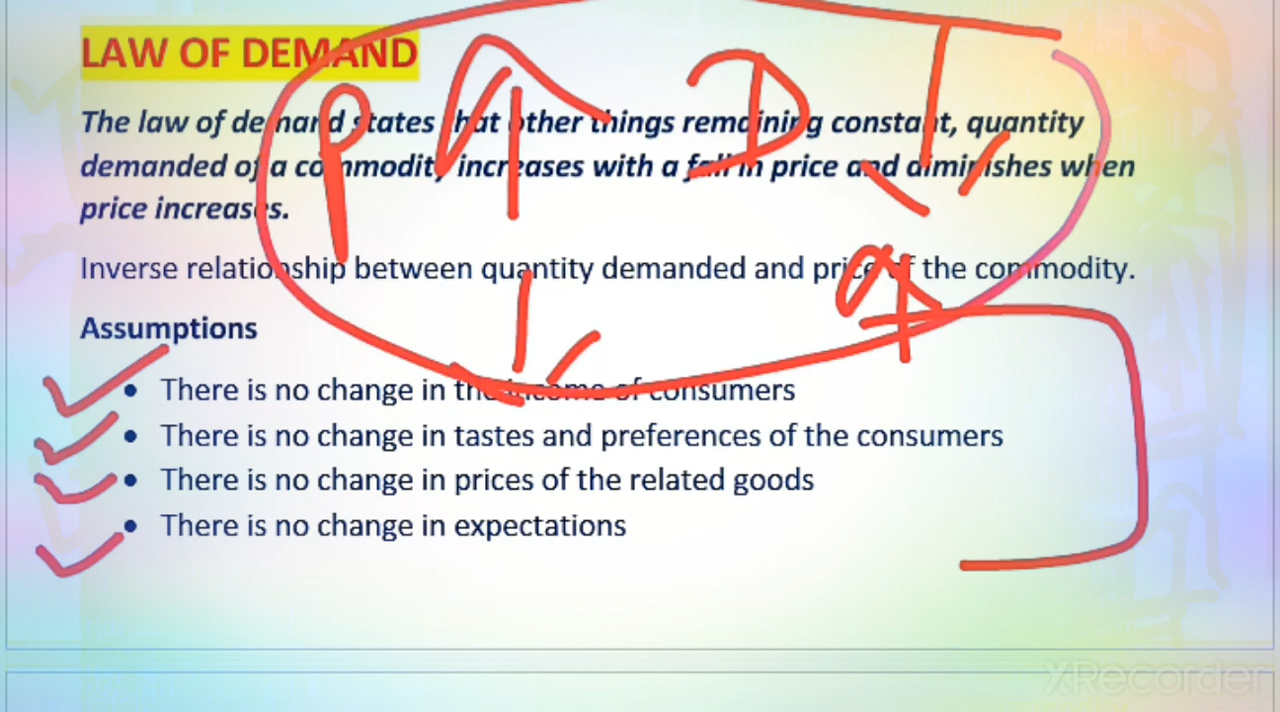 LAW OF DEMAND
The law of demand states that other things remaining constant, quantity
demanded of a commodity increases with a fall in price and diminishes when
price increases.
Inverse relationship between quantity demanded and price of the commodity.
Assumptions
• There is no change in the income of consumers
• There is no change in tastes and preferences of the consumers
• There is no change in prices of the related goods
• There is no change in expectations
P
D
XRecorder